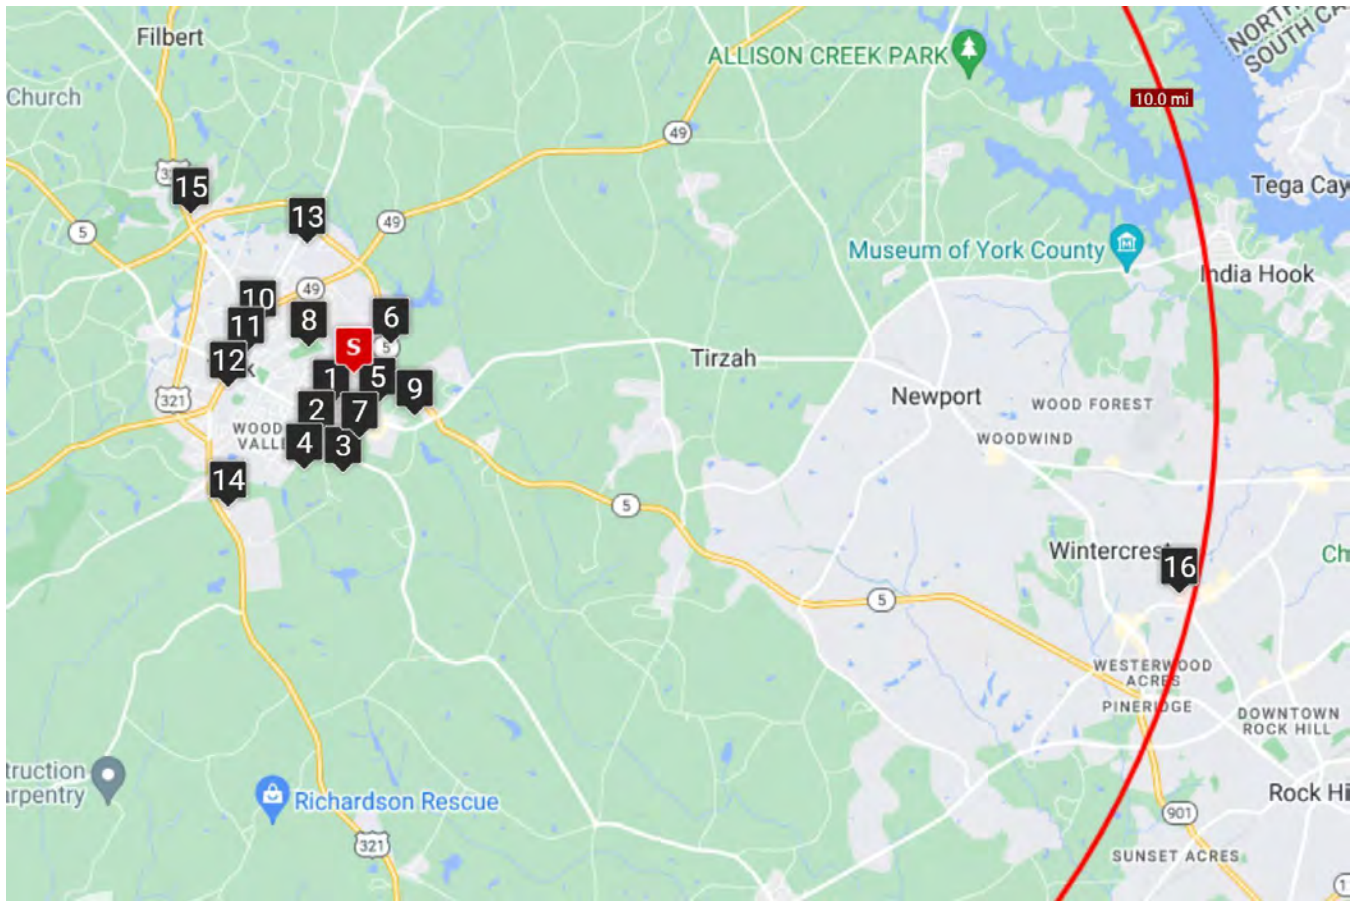 Filbert
Church
ALLISON CREEK PARK
NORTH
SOUTH CA
10.0 mi
49
15
Tega Cay
13
5
49
Museum of York County
India Hook
10
49
11
8
6
S
5
12
Tirzah
1
5
9
Newport
WOOD FOREST
321
2
7
WOOD
VALL
4
3
WOODWIND
14
5
Wintercrest
Ch
16
5
WESTERWOOD
ACRES
PINERIDGE
DOWNTOWN
ROCK HILL
truction
arpentry
Richardson Rescue
Rock Hi
901
321
SUNSET ACRES